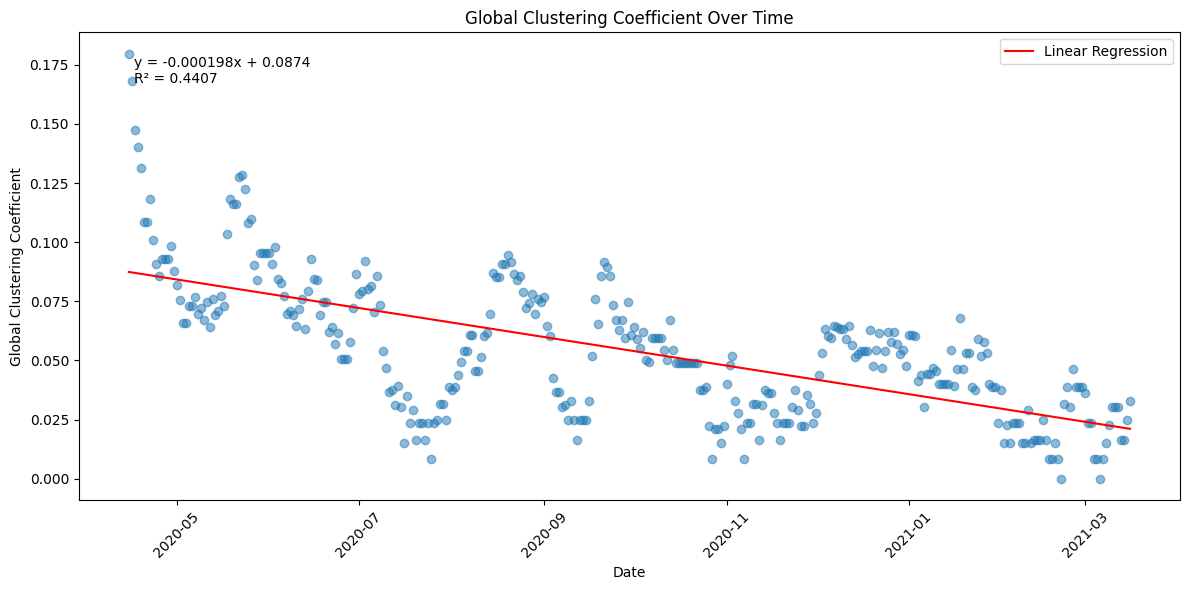 Global Clustering Coefficient Over Time
y = -0.000198x + 0.0874
R² = 0.4407
Linear Regression
Global Clustering Coefficient
0.175
0.150
0.125
0.100
0.075
0.050
0.025
0.000
2020-05
2020-07
2020-09
2020-11
2021-01
2021-03
Date